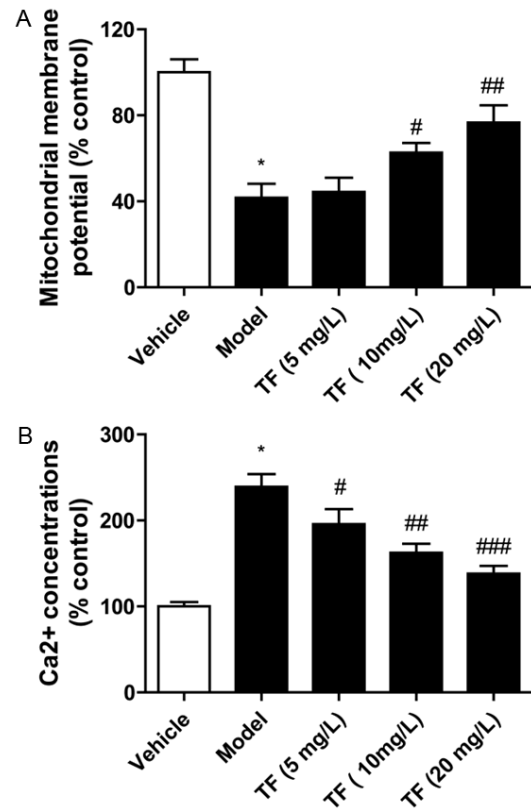 A
Mitochondrial membrane
potential (% control)
120
80
40
0
*
#
##
Vehicle
Model
TF (5 mg/L)
TF ( 10mg/L)
TF (20 mg/L)
B
Ca2+ concentrations
(% control)
300
200
100
0
*
#
##
###
Vehicle
Model
TF (5 mg/L)
TF ( 10mg/L)
TF (20 mg/L)